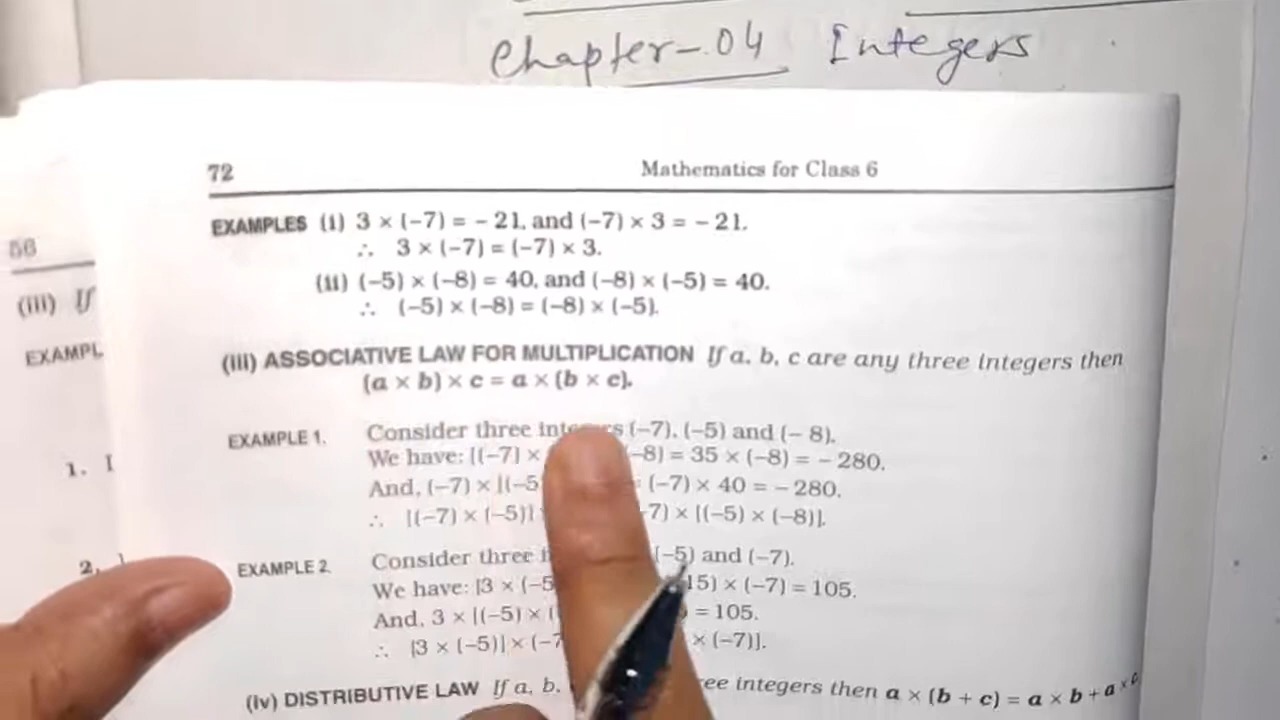 Chapter-04 Integers
72 Mathematics for Class 6
EXAMPLES (i) 3 × (−7) = − 21, and (−7) × 3 = − 21.
∴ 3 × (−7) = (−7) × 3.
(ii) (−5) × (−8) = 40, and (−8) × (−5) = 40.
∴ (−5) × (−8) = (−8) × (−5).
(iii) ASSOCIATIVE LAW FOR MULTIPLICATION If a, b, c are any three integers then
(a × b) × c = a × (b × c).
EXAMPLE 1. Consider three integers (−7), (−5) and (− 8).
We have: [(−7) × (−8) = 35 × (−8) = − 280.
And, (−7) × [(−5 (−7) × 40 = − 280.
∴ [(−7) × (−5)] 7) × [(−5) × (−8)].
EXAMPLE 2. Consider three (−5) and (−7).
We have: [3 × (−5 15) × (−7) = 105.
And, 3 × [(−5) × ( = 105.
∴ [3 × (−5)] × (−7 × (−7)].
(iv) DISTRIBUTIVE LAW If a, b, ee integers then a × (b + c) = a × b + a × c
56
(iii) If
EXAMPL
1. I
2.